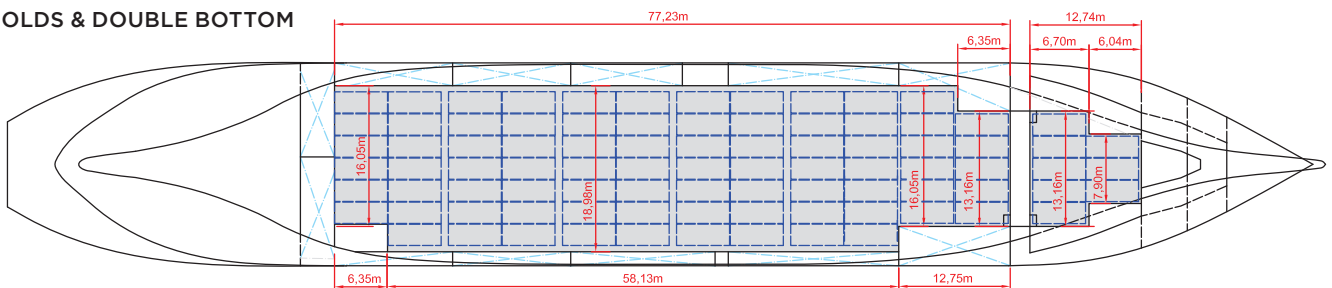 OLDS & DOUBLE BOTTOM
77,23m
12,74m
6,35m
6,70m
6,04m
16,05m
18,98m
16,05m
13,16m
13,16m
7,90m
6,35m
58,13m
12,75m